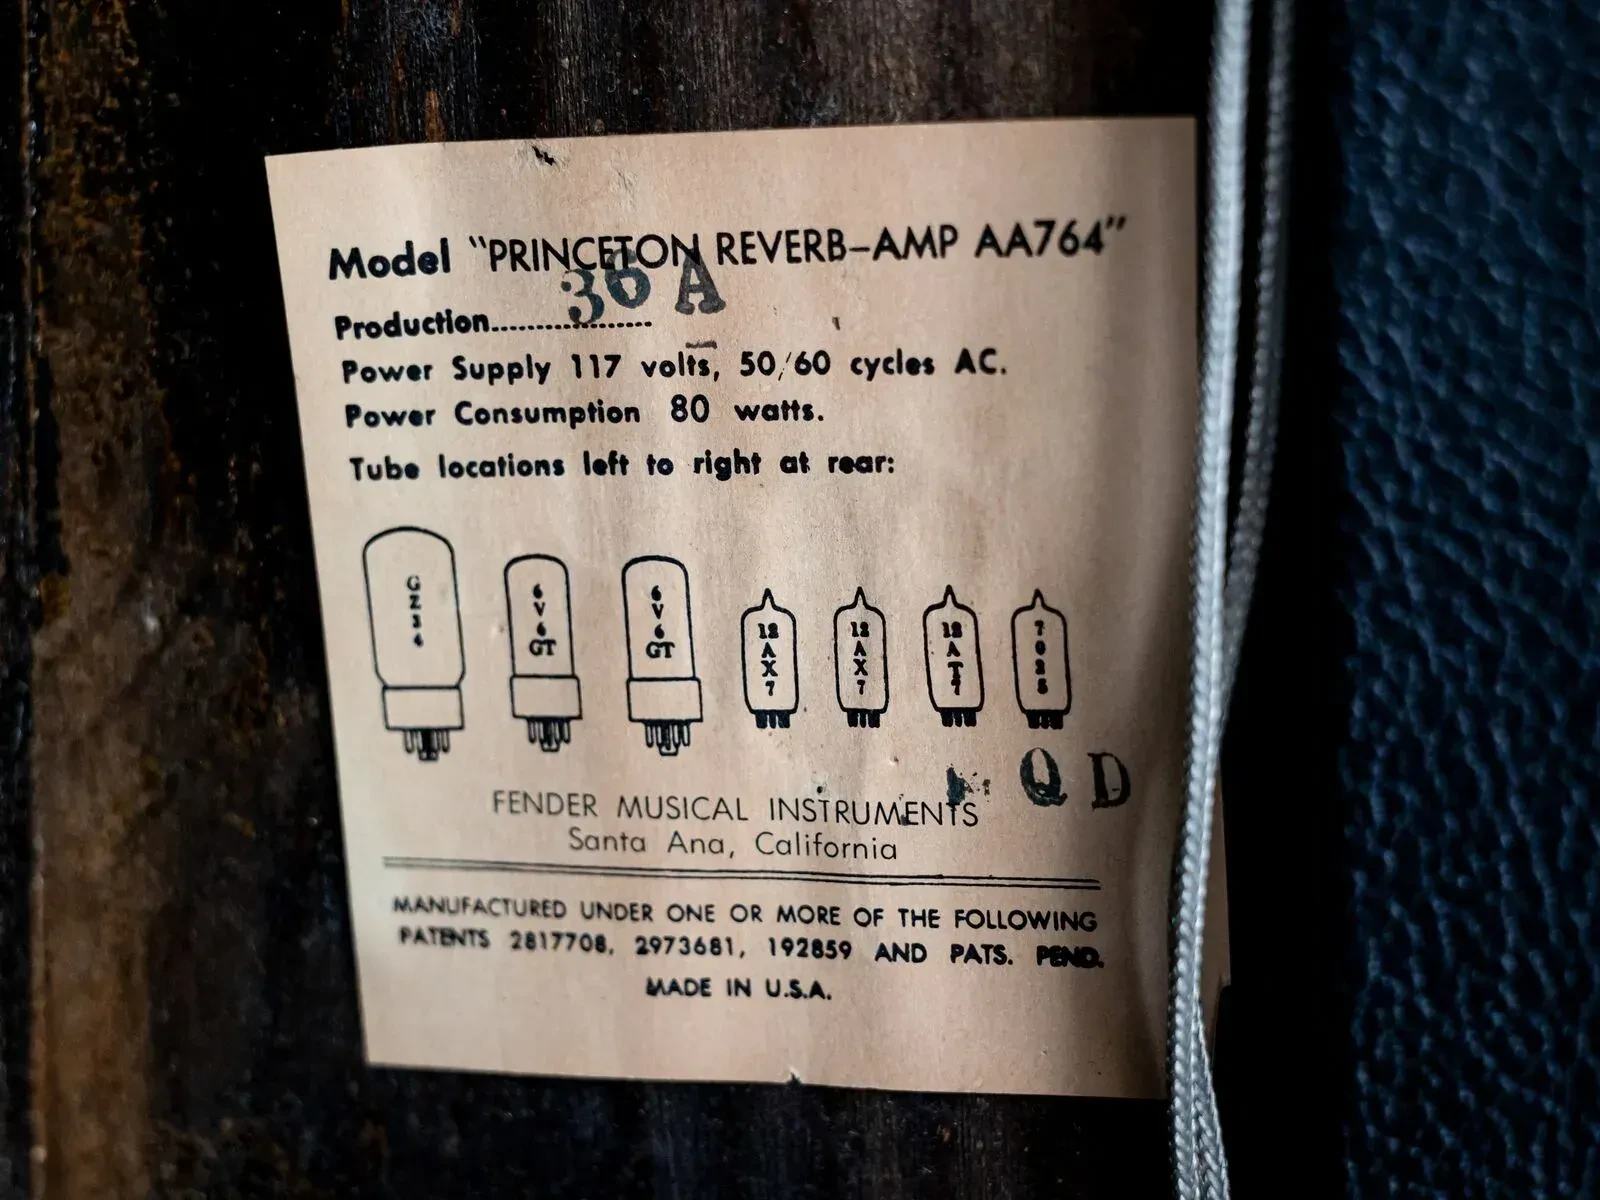 Model "PRINCETON REVERB-AMP AA764"
36 A
Production..................
Power Supply 117 volts, 50/60 cycles AC.
Power Consumption 80 watts.
Tube locations left to right at rear:
GZ34 6V6GT 6V6GT 12AX7 12AX7 12AT7 7025
Q D
FENDER MUSICAL INSTRUMENTS
Santa Ana, California
MANUFACTURED UNDER ONE OR MORE OF THE FOLLOWING
PATENTS 2817708, 2973681, 192859 AND PATS. PEND.
MADE IN U.S.A.